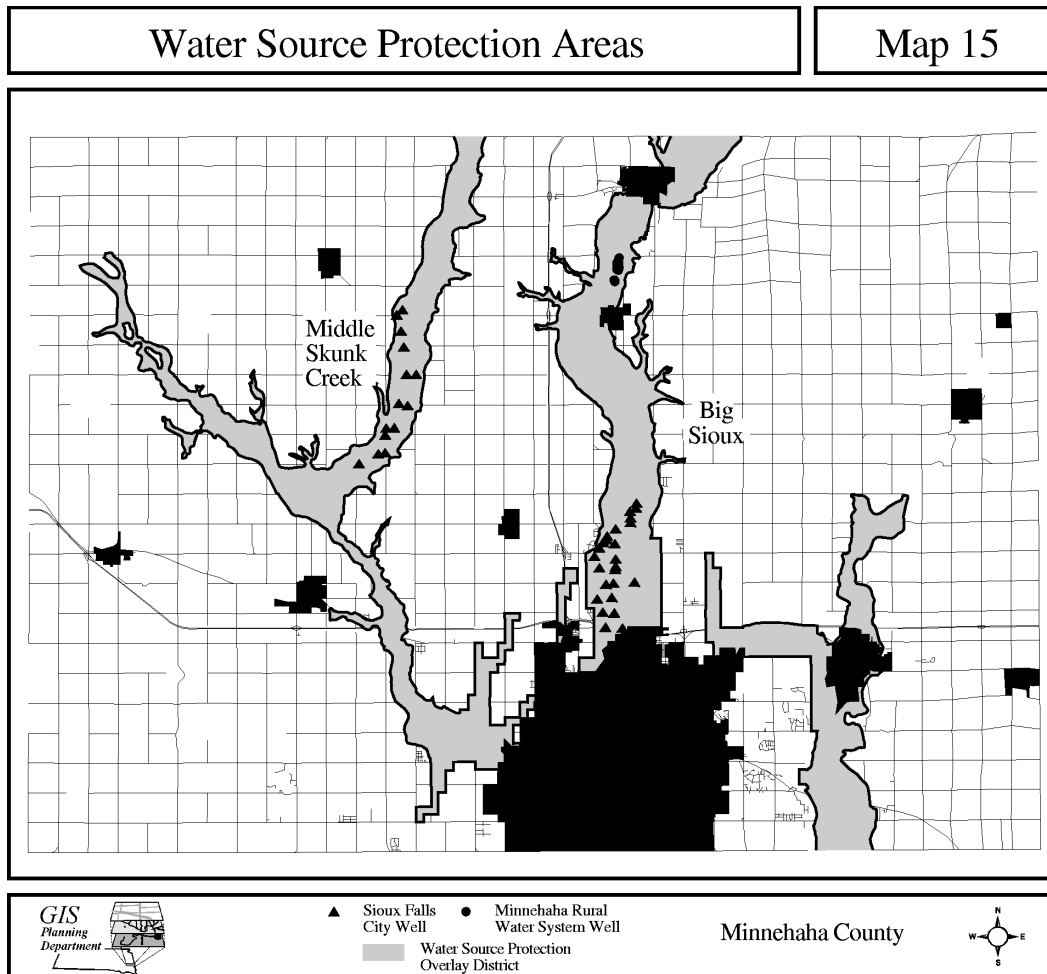 Water Source Protection Areas
Map 15
Middle
Skunk
Creek
Big
Sioux
GIS
Planning
Department
Sioux Falls
City Well
Minnehaha Rural
Water System Well
Water Source Protection
Overlay District
Minnehaha County
N
W
E
S